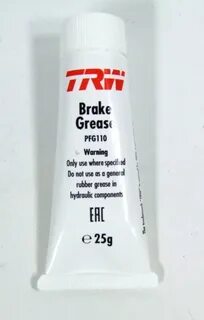 TRW
Brake
Grease
PFG110
Warning
Only use where specified
Do not use as a general
rubber grease in
hydraulic components
EAC
℮ 25g